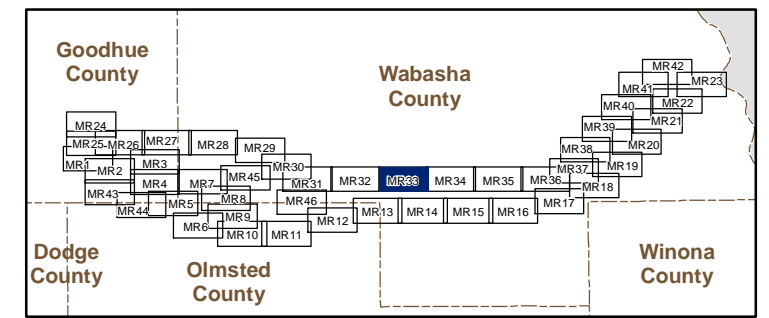 Goodhue
County
Wabasha
County
MR42
MR41
MR23
MR22
MR40
MR21
MR24
MR39
MR25
MR26
MR27
MR28
MR29
MR20
MR38
MR1
MR2
MR3
MR30
MR19
MR37
MR45
MR4
MR7
MR31
MR32
MR33
MR34
MR35
MR36
MR18
MR43
MR8
MR5
MR46
MR17
MR44
MR9
MR12
MR13
MR14
MR15
MR16
MR6
MR10
MR11
Dodge
County
Olmsted
County
Winona
County